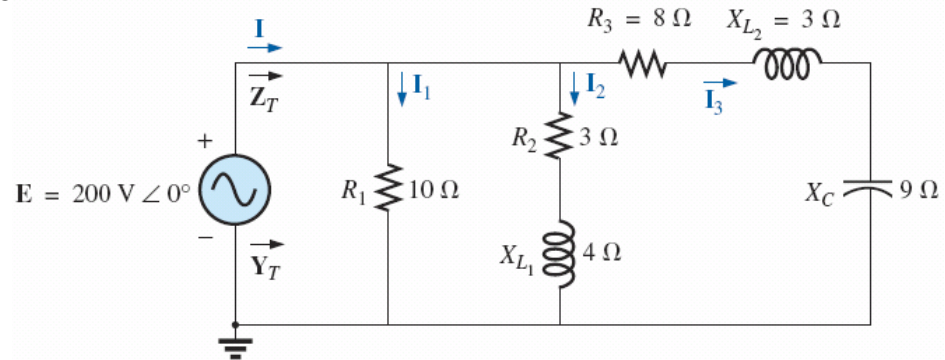 R₃ = 8 Ω
X_L₂ = 3 Ω
I
Z_T
I₁
I₂
I₃
R₂
3 Ω
+
E = 200 V ∠ 0°
R₁
10 Ω
X_C
9 Ω
−
Y_T
X_L₁
4 Ω